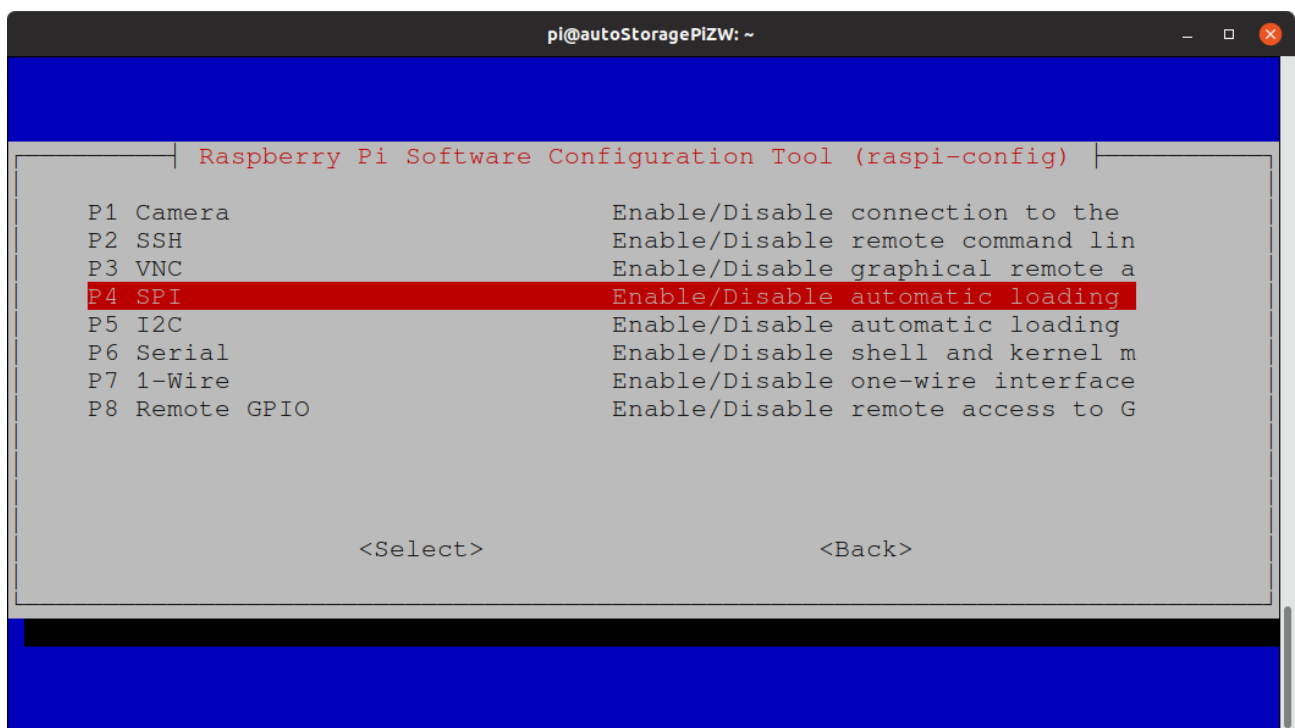 pi@autoStoragePiZW: ~
Raspberry Pi Software Configuration Tool (raspi-config)
P1 Camera Enable/Disable connection to the
P2 SSH Enable/Disable remote command lin
P3 VNC Enable/Disable graphical remote a
P4 SPI Enable/Disable automatic loading
P5 I2C Enable/Disable automatic loading
P6 Serial Enable/Disable shell and kernel m
P7 1-Wire Enable/Disable one-wire interface
P8 Remote GPIO Enable/Disable remote access to G
<Select> <Back>